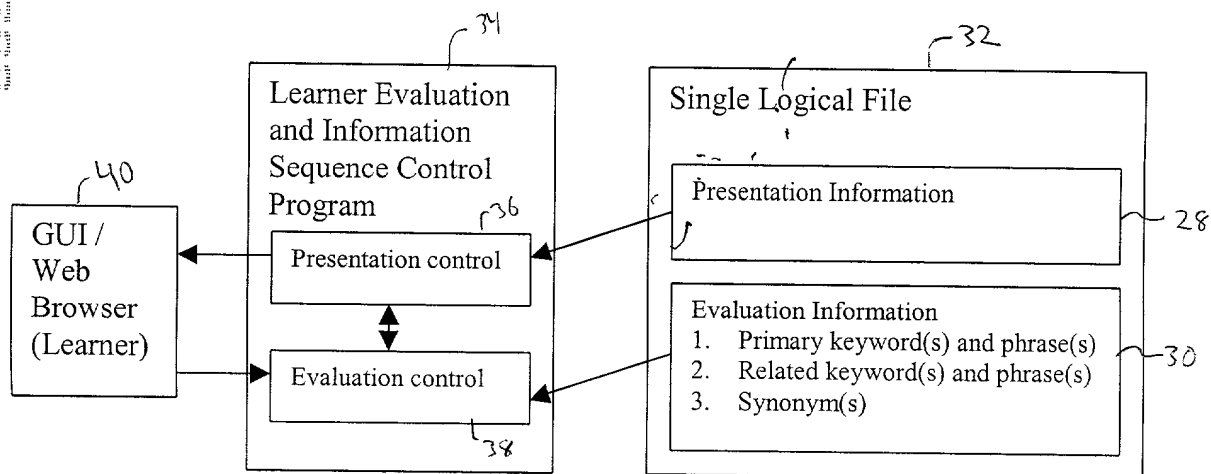 34
32
Learner Evaluation
and Information
Sequence Control
Program
Single Logical File
40
36
Presentation Information
28
GUI /
Web
Browser
(Learner)
Presentation control
Evaluation Information
1. Primary keyword(s) and phrase(s)
2. Related keyword(s) and phrase(s)
3. Synonym(s)
30
Evaluation control
38